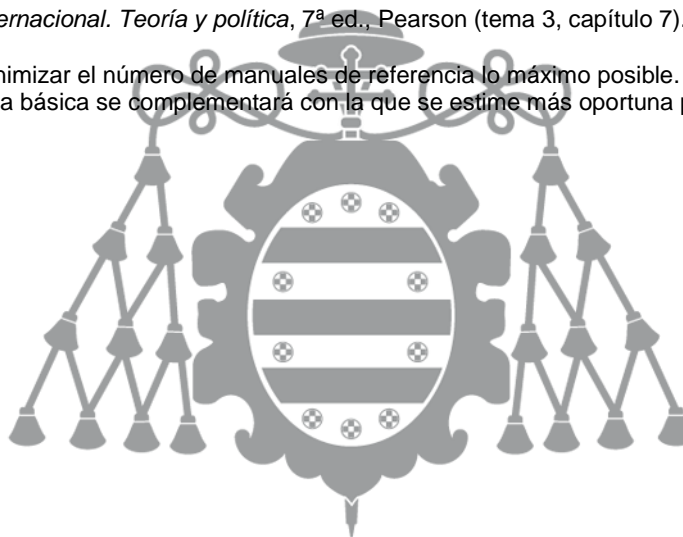 ernacional. Teoría y política, 7ª ed., Pearson (tema 3, capítulo 7).
nimizar el número de manuales de referencia lo máximo posible.
a básica se complementará con la que se estime más oportuna p